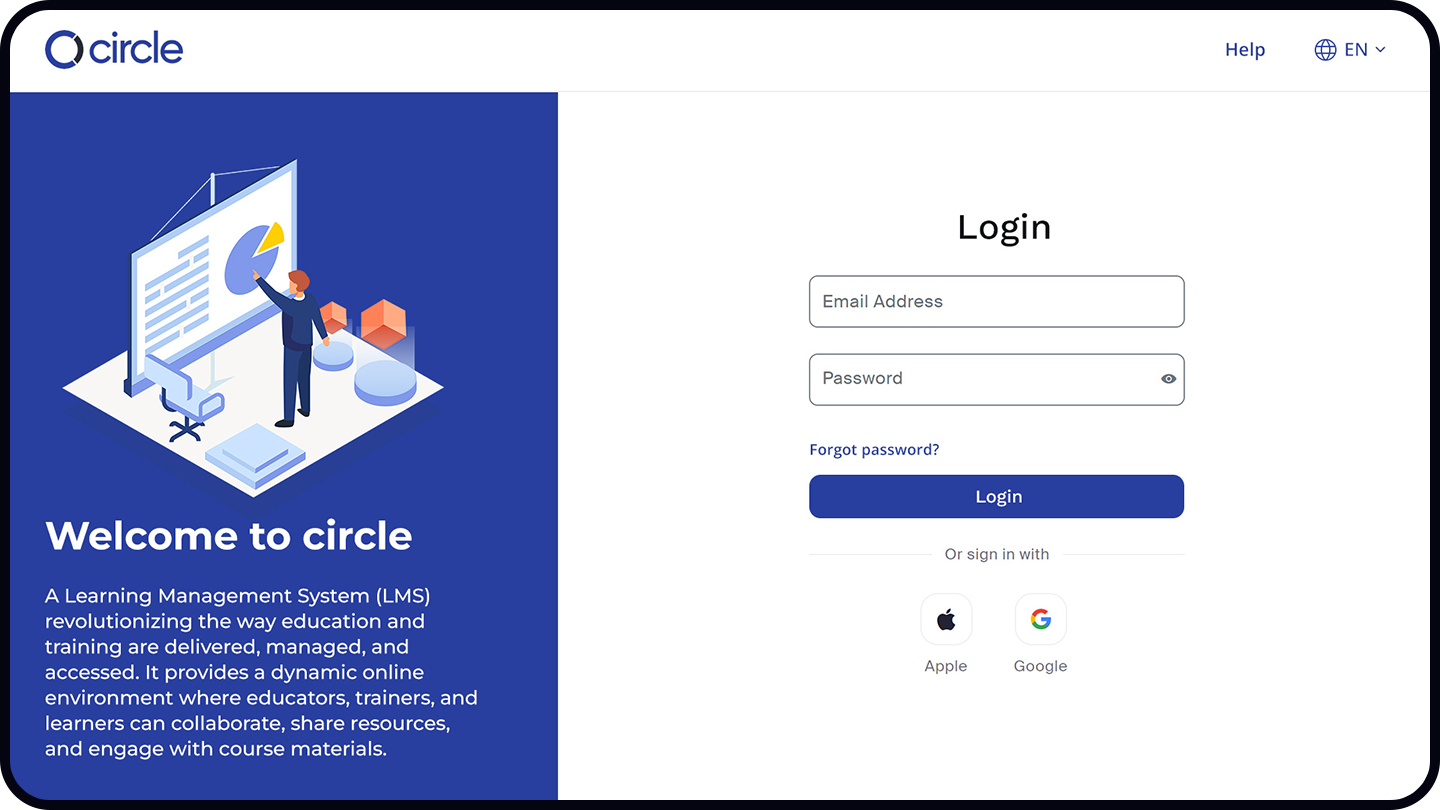 circle
Help
EN
Welcome to circle
A Learning Management System (LMS)
revolutionizing the way education and
training are delivered, managed, and
accessed. It provides a dynamic online
environment where educators, trainers, and
learners can collaborate, share resources,
and engage with course materials.
Login
Email Address
Password
Forgot password?
Login
Or sign in with
Apple
Google